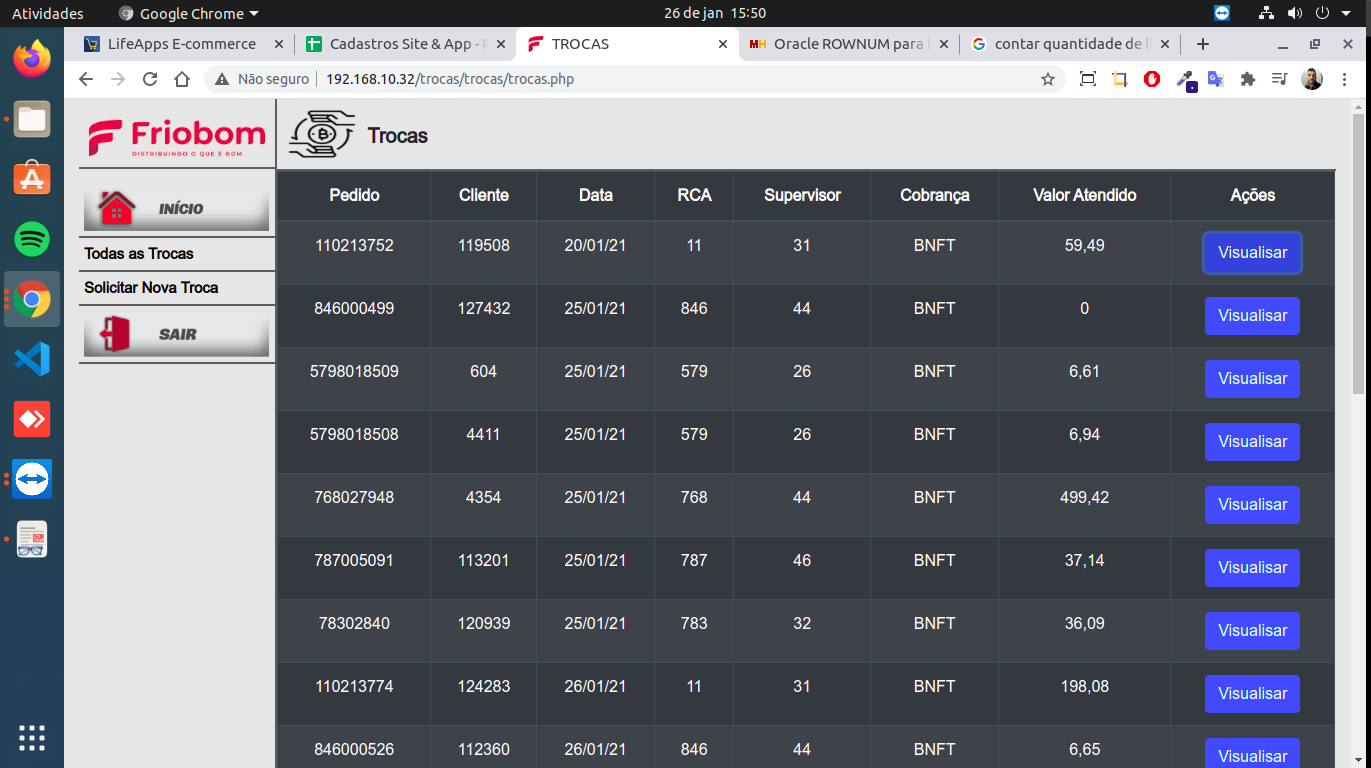 Atividades Google Chrome 26 de jan 15:50
LifeApps E-commerce Cadastros Site & App - TROCAS Oracle ROWNUM para contar quantidade de
Não seguro 192.168.10.32/trocas/trocas/trocas.php
Friobom
DISTRIBUINDO O QUE É BOM
INÍCIO
Todas as Trocas
Solicitar Nova Troca
SAIR
Trocas
Pedido Cliente Data RCA Supervisor Cobrança Valor Atendido Ações
110213752 119508 20/01/21 11 31 BNFT 59,49 Visualisar
846000499 127432 25/01/21 846 44 BNFT 0 Visualisar
5798018509 604 25/01/21 579 26 BNFT 6,61 Visualisar
5798018508 4411 25/01/21 579 26 BNFT 6,94 Visualisar
768027948 4354 25/01/21 768 44 BNFT 499,42 Visualisar
787005091 113201 25/01/21 787 46 BNFT 37,14 Visualisar
78302840 120939 25/01/21 783 32 BNFT 36,09 Visualisar
110213774 124283 26/01/21 11 31 BNFT 198,08 Visualisar
846000526 112360 26/01/21 846 44 BNFT 6,65 Visualisar